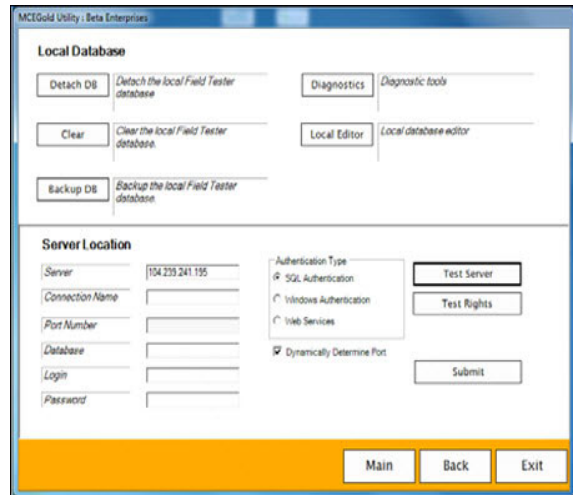 MCEGold Utility : Beta Enterprises
Local Database
Detach DB
Detach the local Field Tester
database
Diagnostics
Diagnostic tools
Clear
Clear the local Field Tester
database.
Local Editor
Local database editor
Backup DB
Backup the local Field Tester
database.
Server Location
Server
104.235.241.195
Connection Name
Port Number
Database
Login
Password
Authentication Type
SQL Authentication
Windows Authentication
Web Services
Dynamically Determine Port
Test Server
Test Rights
Submit
Main
Back
Exit